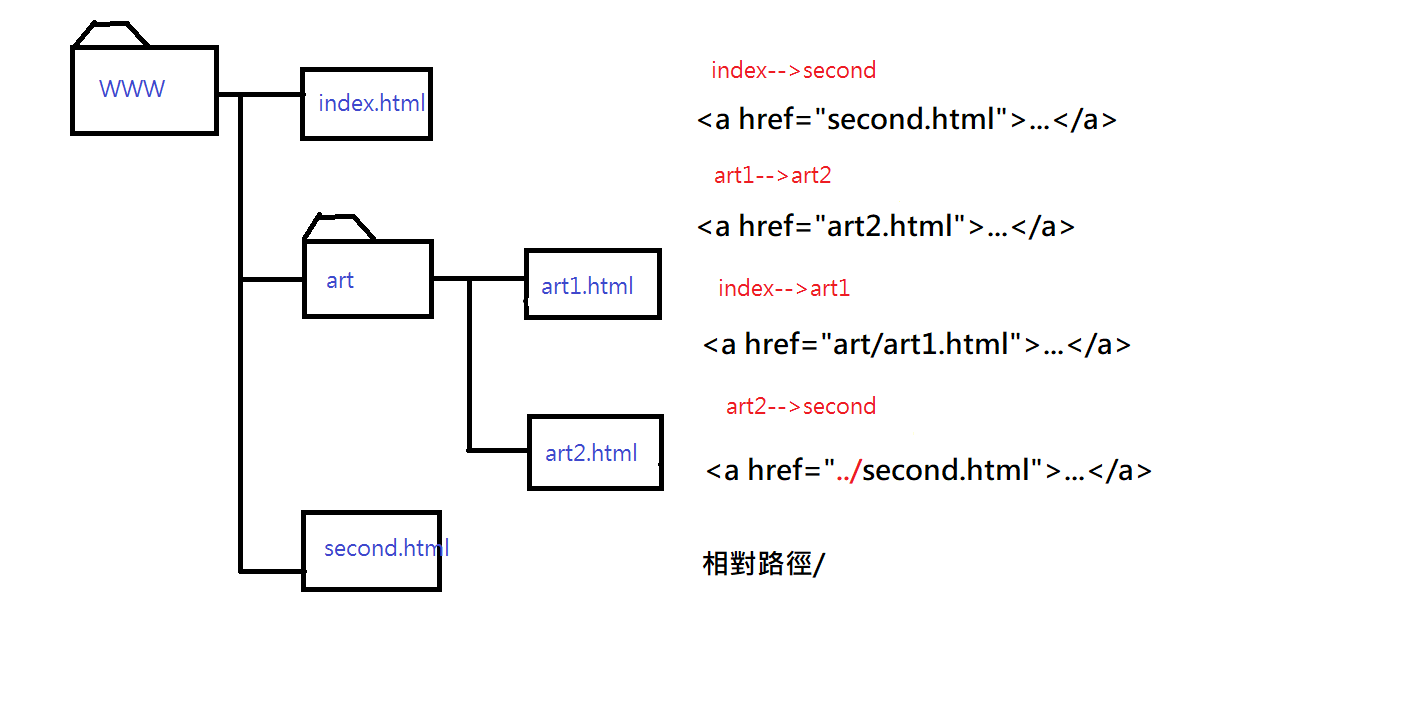 WWW
index.html
art
art1.html
art2.html
second.html
index-->second
<a href="second.html">...</a>
art1-->art2
<a href="art2.html">...</a>
index-->art1
<a href="art/art1.html">...</a>
art2-->second
<a href="../second.html">...</a>
相對路徑/